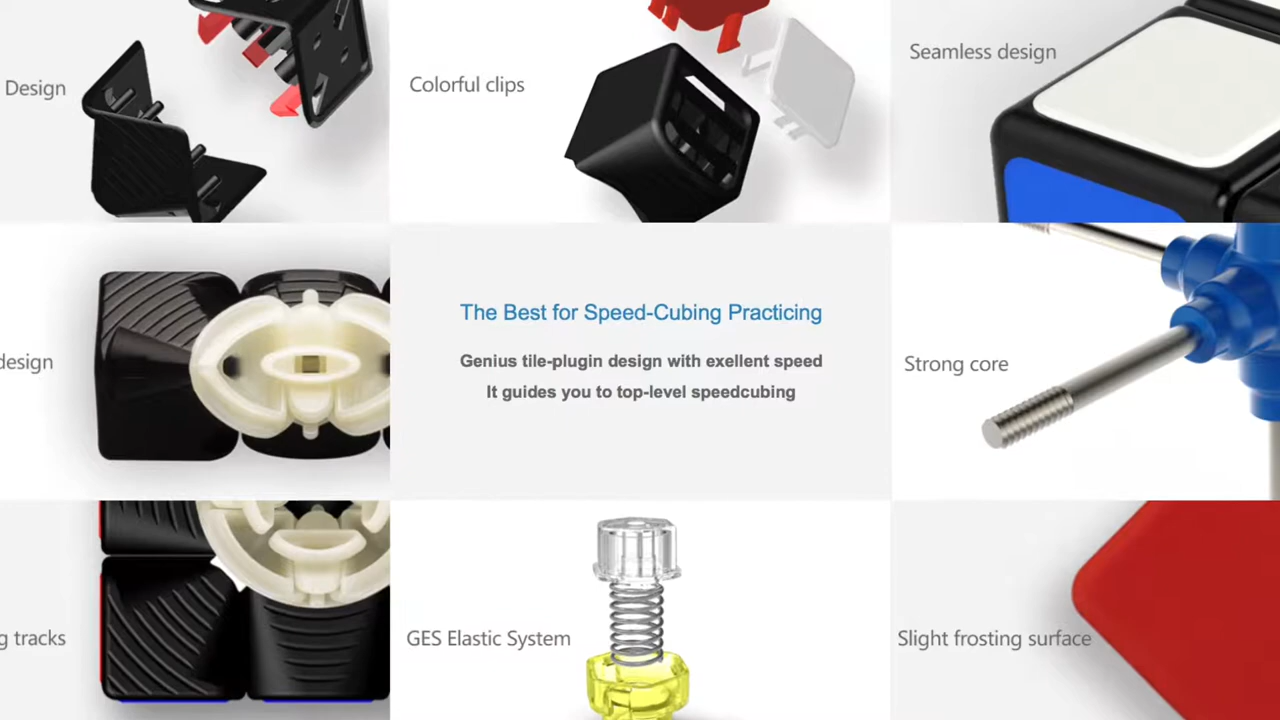 Design
Colorful clips
Seamless design
design
The Best for Speed-Cubing Practicing
Genius tile-plugin design with exellent speed
It guides you to top-level speedcubing
Strong core
g tracks
GES Elastic System
Slight frosting surface